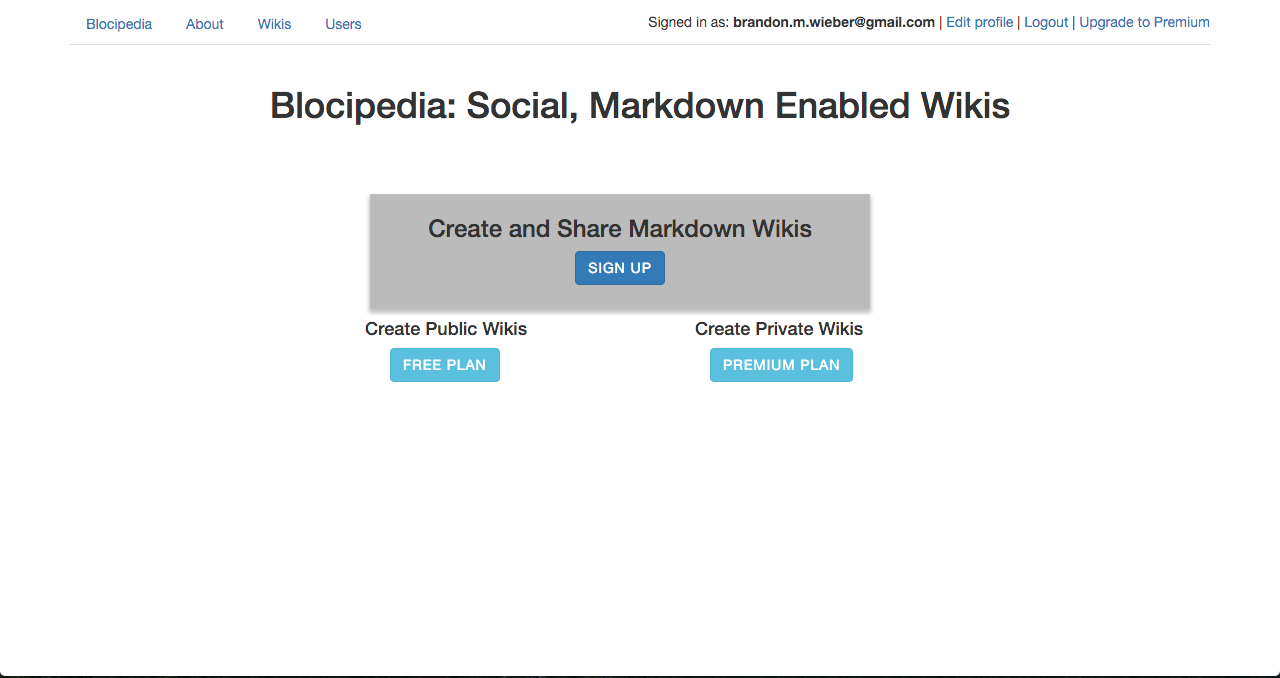 Blocipedia About Wikis Users Signed in as: brandon.m.wieber@gmail.com | Edit profile | Logout | Upgrade to Premium
Blocipedia: Social, Markdown Enabled Wikis
Create and Share Markdown Wikis
SIGN UP
Create Public Wikis Create Private Wikis
FREE PLAN PREMIUM PLAN